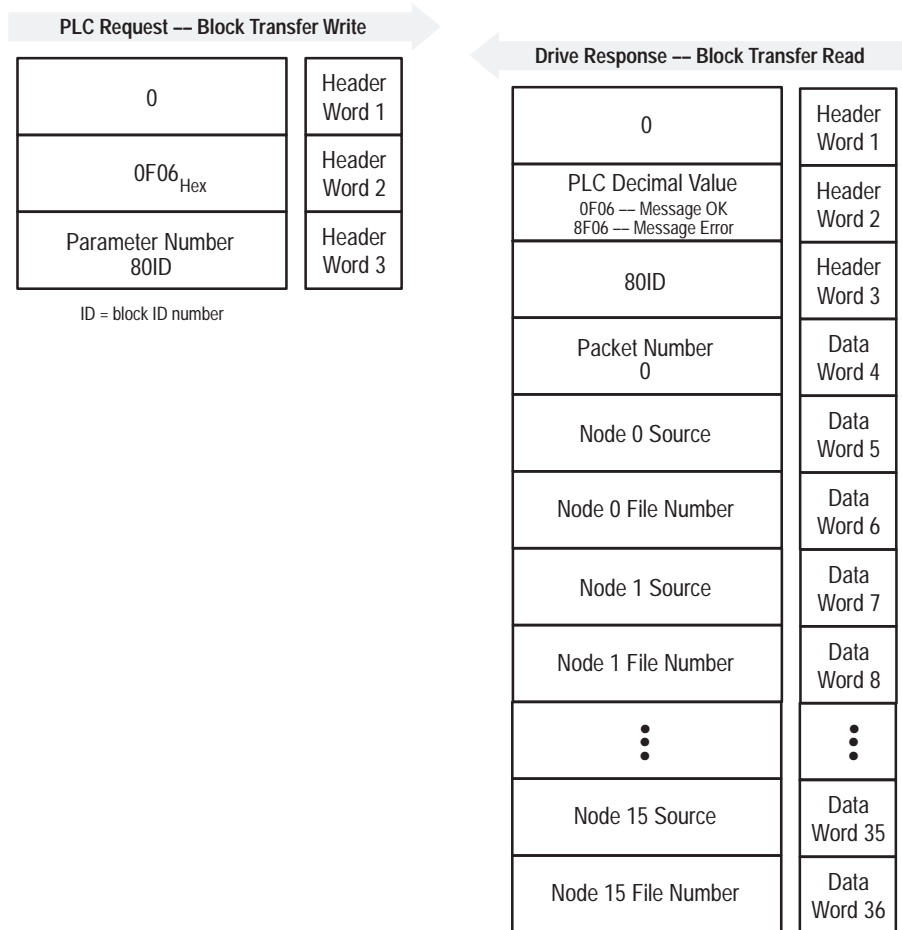 PLC Request –– Block Transfer Write
0
Header
Word 1
0F06Hex
Header
Word 2
Parameter Number
80ID
Header
Word 3
ID = block ID number
Drive Response –– Block Transfer Read
0
Header
Word 1
PLC Decimal Value
0F06 –– Message OK
8F06 –– Message Error
Header
Word 2
80ID
Header
Word 3
Packet Number
0
Data
Word 4
Node 0 Source
Data
Word 5
Node 0 File Number
Data
Word 6
Node 1 Source
Data
Word 7
Node 1 File Number
Data
Word 8
Node 15 Source
Data
Word 35
Node 15 File Number
Data
Word 36